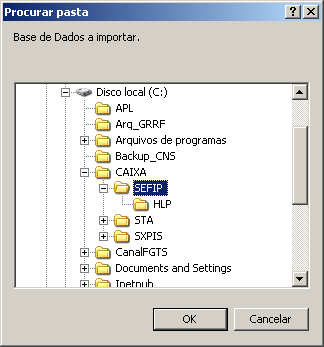 Procurar pasta
Base de Dados a importar.
Disco local (C:)
APL
Arq_GRRF
Arquivos de programas
Backup_CNS
CAIXA
SEFIP
HLP
STA
SXPIS
CanalFGTS
Documents and Settings
Inetpub
OK
Cancelar